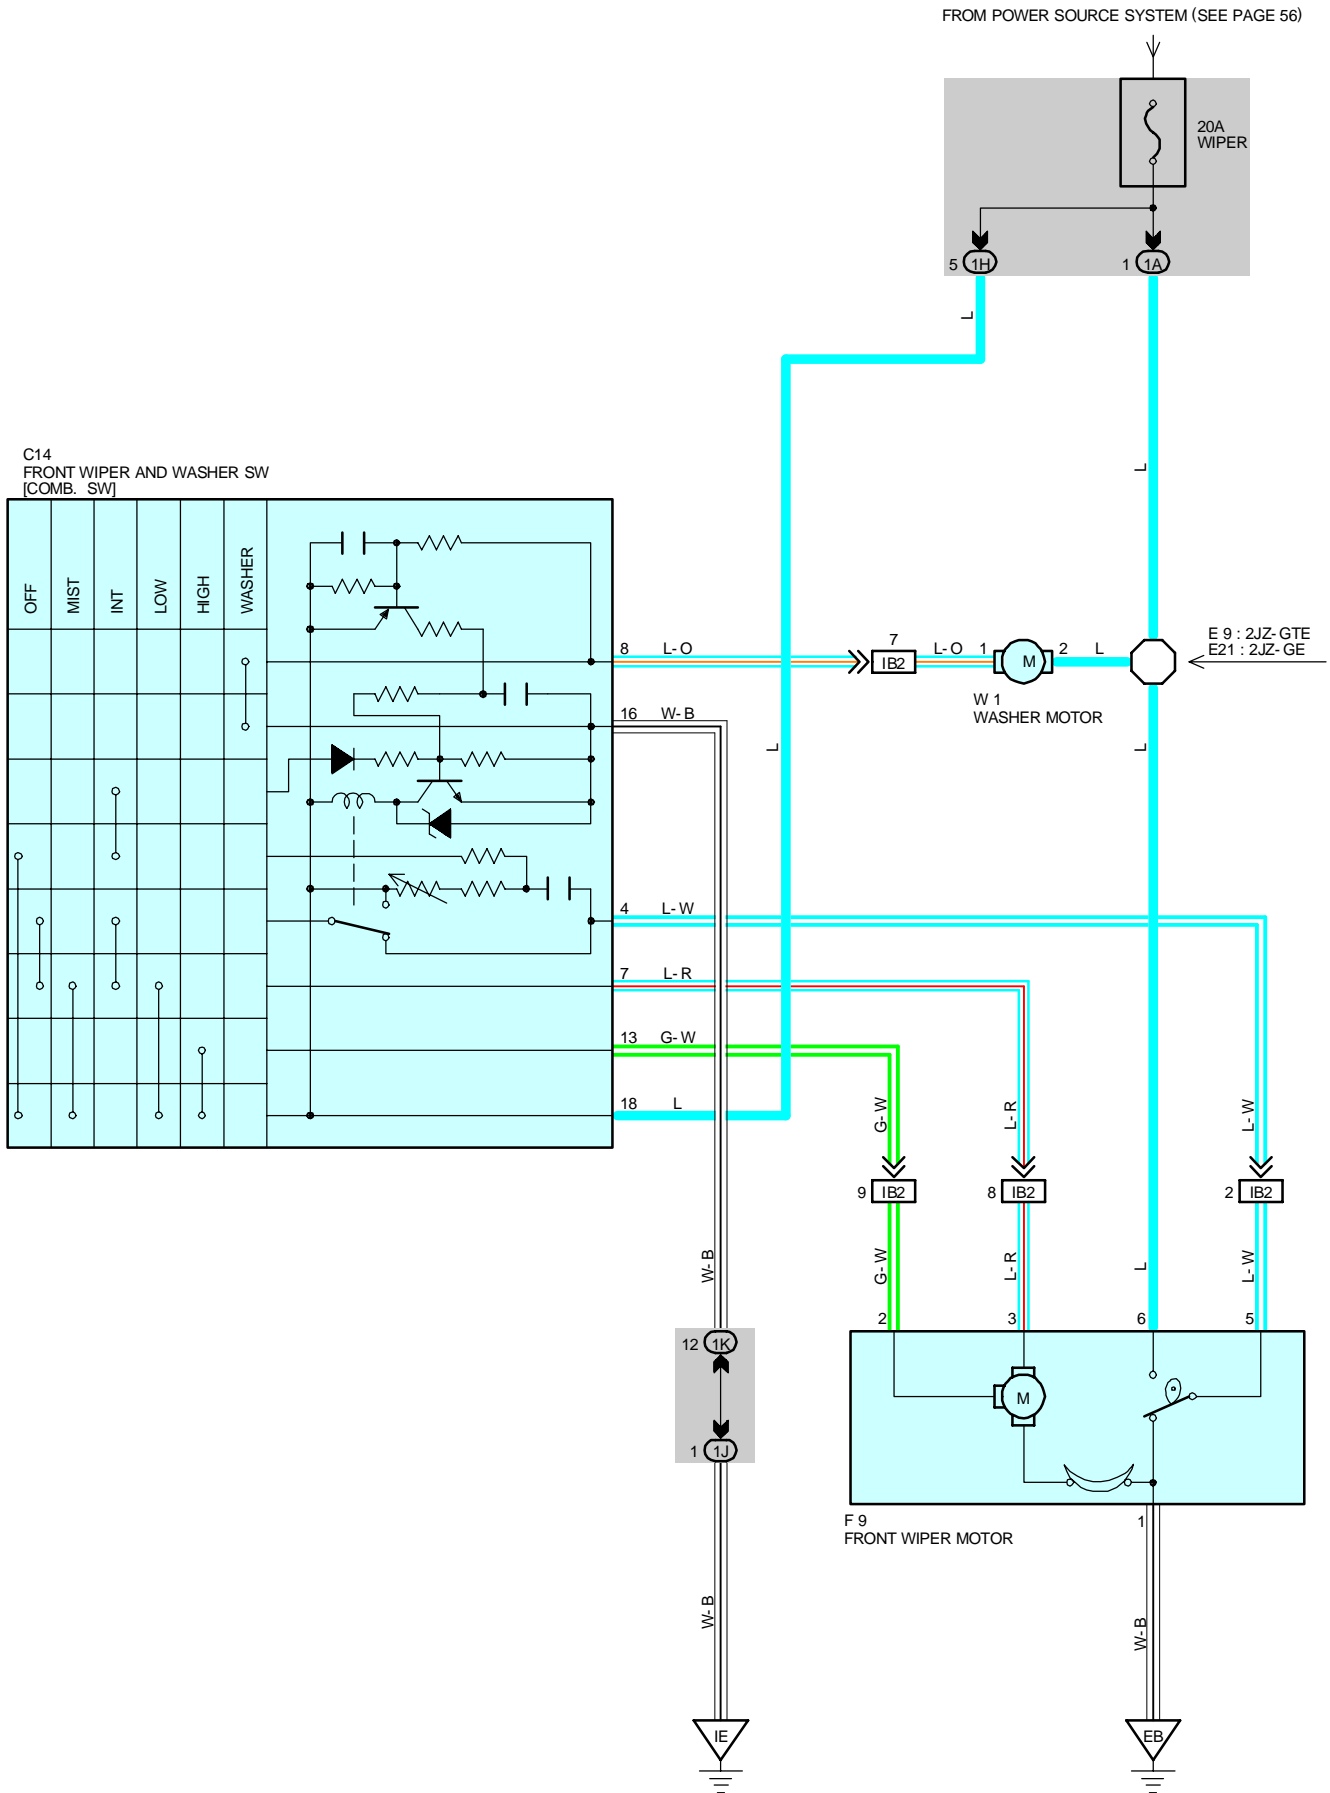 FROM POWER SOURCE SYSTEM (SEE PAGE 56)
20A
WIPER
5 1H
1 1A
L
L
C14
FRONT WIPER AND WASHER SW
[COMB. SW]
OFF
MIST
INT
LOW
HIGH
WASHER
8 L-O
7
IB2
L-O
1
M
2
L
W 1
WASHER MOTOR
E 9 : 2JZ-GTE
E21 : 2JZ-GE
16 W-B
L
L
4 L-W
7 L-R
13 G-W
18 L
G-W
L-R
L-W
9 IB2
8 IB2
2 IB2
W-B
G-W
L-R
L
L-W
2
3
6
5
12 1K
1 1J
M
F 9
FRONT WIPER MOTOR
1
W-B
W-B
IE
EB